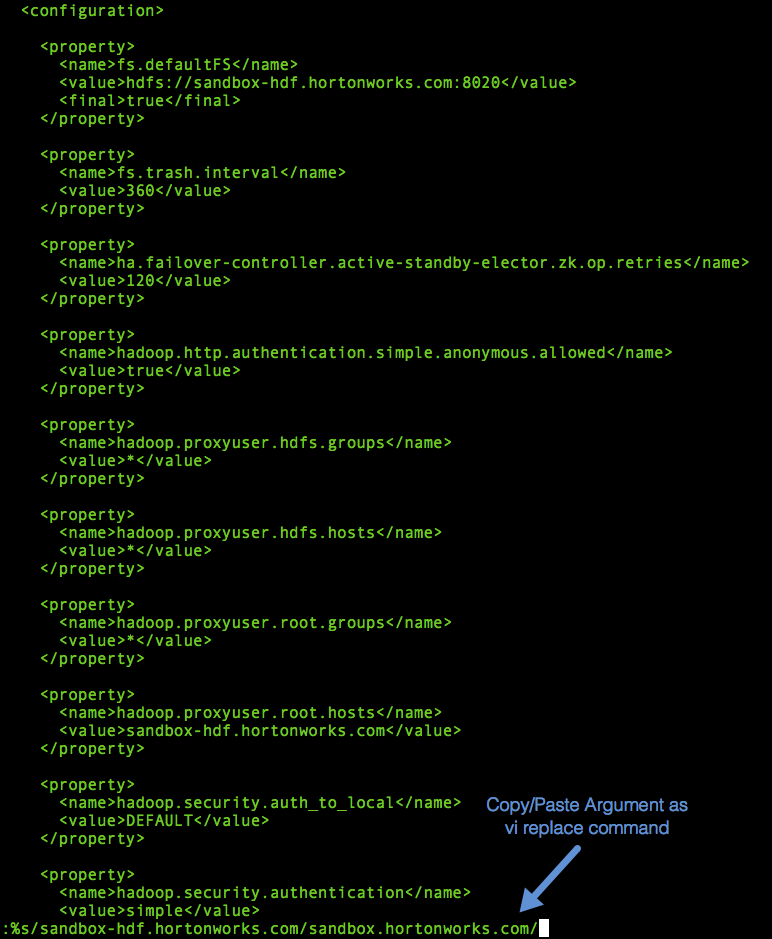 <configuration>
<property>
<name>fs.defaultFS</name>
<value>hdfs://sandbox-hdf.hortonworks.com:8020</value>
<final>true</final>
</property>
<property>
<name>fs.trash.interval</name>
<value>360</value>
</property>
<property>
<name>ha.failover-controller.active-standby-elector.zk.op.retries</name>
<value>120</value>
</property>
<property>
<name>hadoop.http.authentication.simple.anonymous.allowed</name>
<value>true</value>
</property>
<property>
<name>hadoop.proxyuser.hdfs.groups</name>
<value>*</value>
</property>
<property>
<name>hadoop.proxyuser.hdfs.hosts</name>
<value>*</value>
</property>
<property>
<name>hadoop.proxyuser.root.groups</name>
<value>*</value>
</property>
<property>
<name>hadoop.proxyuser.root.hosts</name>
<value>sandbox-hdf.hortonworks.com</value>
</property>
<property>
<name>hadoop.security.auth_to_local</name>
<value>DEFAULT</value>
</property>
<property>
<name>hadoop.security.authentication</name>
<value>simple</value>
:%s/sandbox-hdf.hortonworks.com/sandbox.hortonworks.com/
Copy/Paste Argument as
vi replace command